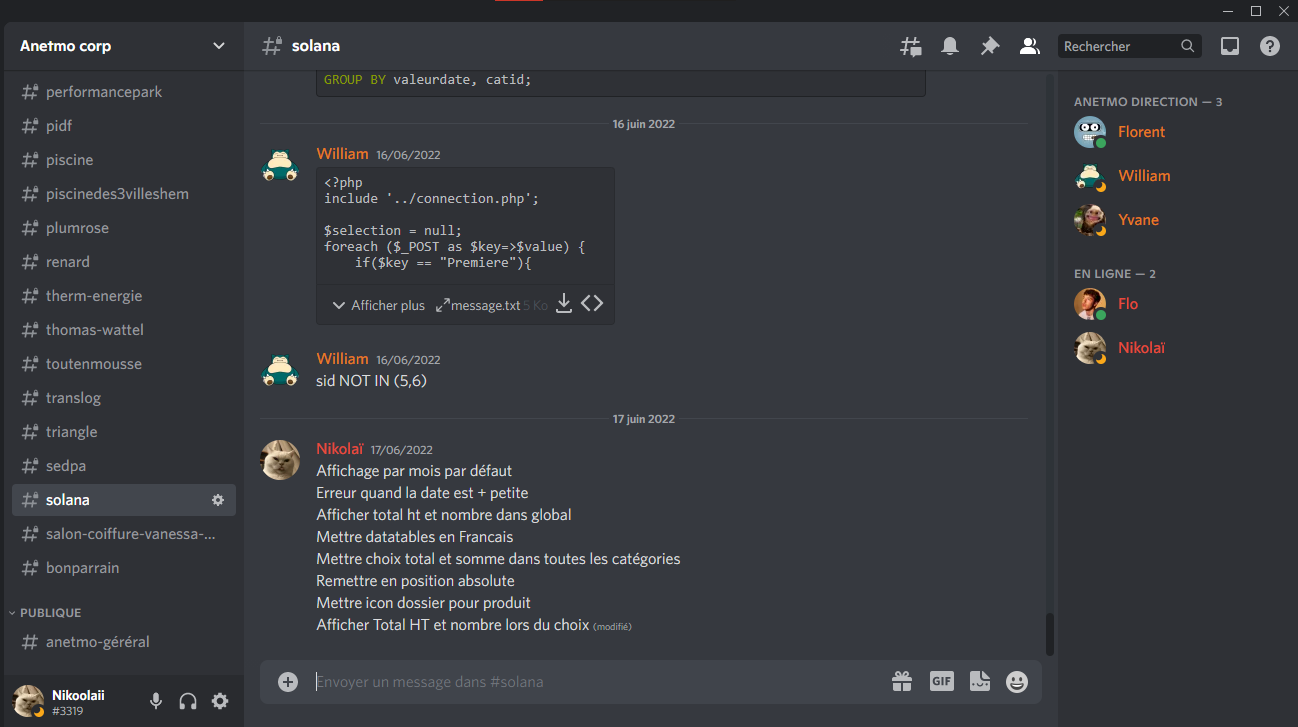 Anetmo corp
performancepark
pidf
piscine
piscinedes3villeshem
plumrose
renard
therm-energie
thomas-wattel
toutenmousse
translog
triangle
sedpa
solana
salon-coiffure-vanessa-...
bonparrain
PUBLIQUE
anetmo-géréral
Nikoolaii
#3319
solana
Rechercher
GROUP BY valeurdate, catid;
16 juin 2022
William 16/06/2022
<?php
include '../connection.php';
$selection = null;
foreach ($_POST as $key=>$value) {
if($key == "Premiere"){
Afficher plus message.txt 5 Ko
William 16/06/2022
sid NOT IN (5,6)
17 juin 2022
Nikolaï 17/06/2022
Affichage par mois par défaut
Erreur quand la date est + petite
Afficher total ht et nombre dans global
Mettre datatables en Francais
Mettre choix total et somme dans toutes les catégories
Remettre en position absolute
Mettre icon dossier pour produit
Afficher Total HT et nombre lors du choix (modifié)
Envoyer un message dans #solana
GIF
ANETMO DIRECTION — 3
Florent
William
Yvane
EN LIGNE — 2
Flo
Nikolaï